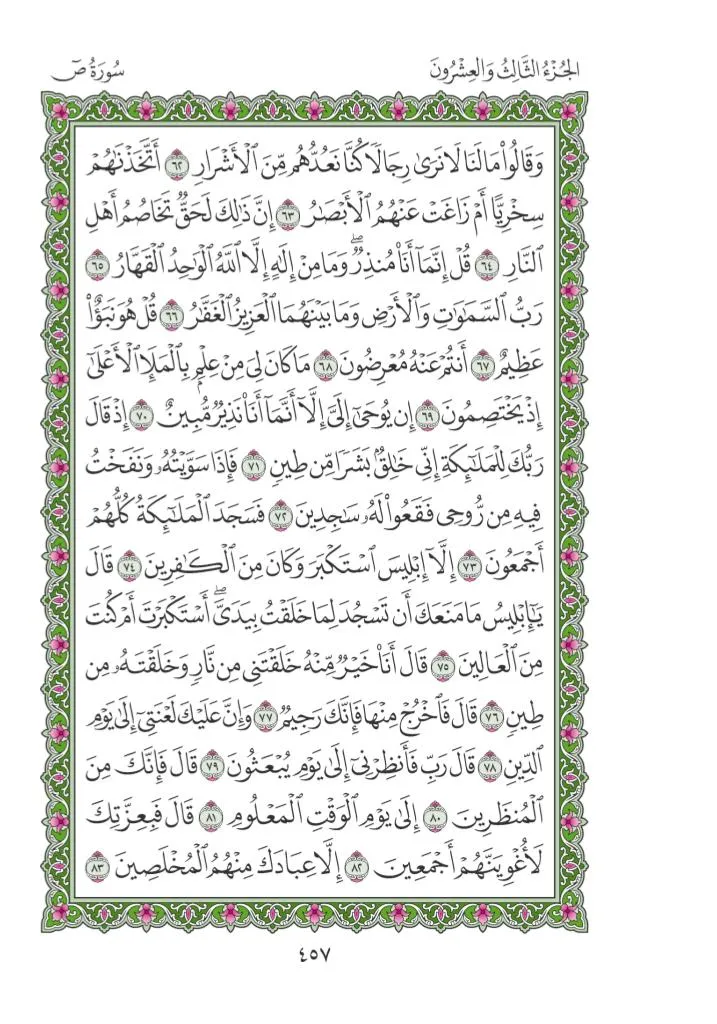 الجُزْءُ الثَّالِثُ وَالعِشْرُونَ
سُورَةُ صٓ
وَقَالُوا۟ مَا لَنَا لَا نَرَىٰ رِجَالًا كُنَّا نَعُدُّهُم مِّنَ ٱلْأَشْرَارِ ٦٢ أَتَّخَذْنَٰهُمْ
سِخْرِيًّا أَمْ زَاغَتْ عَنْهُمُ ٱلْأَبْصَٰرُ ٦٣ إِنَّ ذَٰلِكَ لَحَقٌّ تَخَاصُمُ أَهْلِ
ٱلنَّارِ ٦٤ قُلْ إِنَّمَآ أَنَا۠ مُنذِرٌ ۖ وَمَا مِنْ إِلَٰهٍ إِلَّا ٱللَّهُ ٱلْوَٰحِدُ ٱلْقَهَّارُ ٦٥
رَبُّ ٱلسَّمَٰوَٰتِ وَٱلْأَرْضِ وَمَا بَيْنَهُمَا ٱلْعَزِيزُ ٱلْغَفَّٰرُ ٦٦ قُلْ هُوَ نَبَؤٌا۟
عَظِيمٌ ٦٧ أَنتُمْ عَنْهُ مُعْرِضُونَ ٦٨ مَا كَانَ لِىَ مِنْ عِلْمٍۭ بِٱلْمَلَإِ ٱلْأَعْلَىٰٓ
إِذْ يَخْتَصِمُونَ ٦٩ إِن يُوحَىٰٓ إِلَىَّ إِلَّآ أَنَّمَآ أَنَا۠ نَذِيرٌ مُّبِينٌ ٧٠ إِذْ قَالَ
رَبُّكَ لِلْمَلَٰٓئِكَةِ إِنِّى خَٰلِقٌۢ بَشَرًا مِّن طِينٍ ٧١ فَإِذَا سَوَّيْتُهُۥ وَنَفَخْتُ
فِيهِ مِن رُّوحِى فَقَعُوا۟ لَهُۥ سَٰجِدِينَ ٧٢ فَسَجَدَ ٱلْمَلَٰٓئِكَةُ كُلُّهُمْ
أَجْمَعُونَ ٧٣ إِلَّآ إِبْلِيسَ ٱسْتَكْبَرَ وَكَانَ مِنَ ٱلْكَٰفِرِينَ ٧٤ قَالَ
يَٰٓإِبْلِيسُ مَا مَنَعَكَ أَن تَسْجُدَ لِمَا خَلَقْتُ بِيَدَىَّ ۖ أَسْتَكْبَرْتَ أَمْ كُنتَ
مِنَ ٱلْعَالِينَ ٧٥ قَالَ أَنَا۠ خَيْرٌ مِّنْهُ خَلَقْتَنِى مِن نَّارٍ وَخَلَقْتَهُۥ مِن
طِينٍ ٧٦ قَالَ فَٱخْرُجْ مِنْهَا فَإِنَّكَ رَجِيمٌ ٧٧ وَإِنَّ عَلَيْكَ لَعْنَتِىٓ إِلَىٰ يَوْمِ
ٱلدِّينِ ٧٨ قَالَ رَبِّ فَأَنظِرْنِىٓ إِلَىٰ يَوْمِ يُبْعَثُونَ ٧٩ قَالَ فَإِنَّكَ مِنَ
ٱلْمُنظَرِينَ ٨٠ إِلَىٰ يَوْمِ ٱلْوَقْتِ ٱلْمَعْلُومِ ٨١ قَالَ فَبِعِزَّتِكَ
لَأُغْوِيَنَّهُمْ أَجْمَعِينَ ٨٢ إِلَّا عِبَادَكَ مِنْهُمُ ٱلْمُخْلَصِينَ ٨٣
٤٥٧